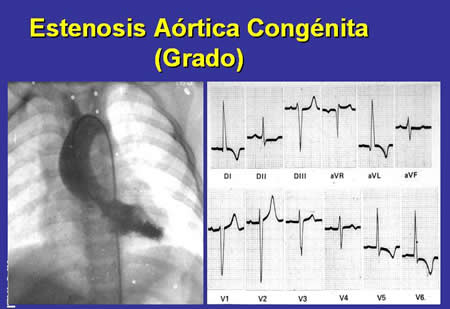 Estenosis Aórtica Congénita
(Grado)
DI DII DIII aVR aVL aVF
V1 V2 V3 V4 V5 V6.